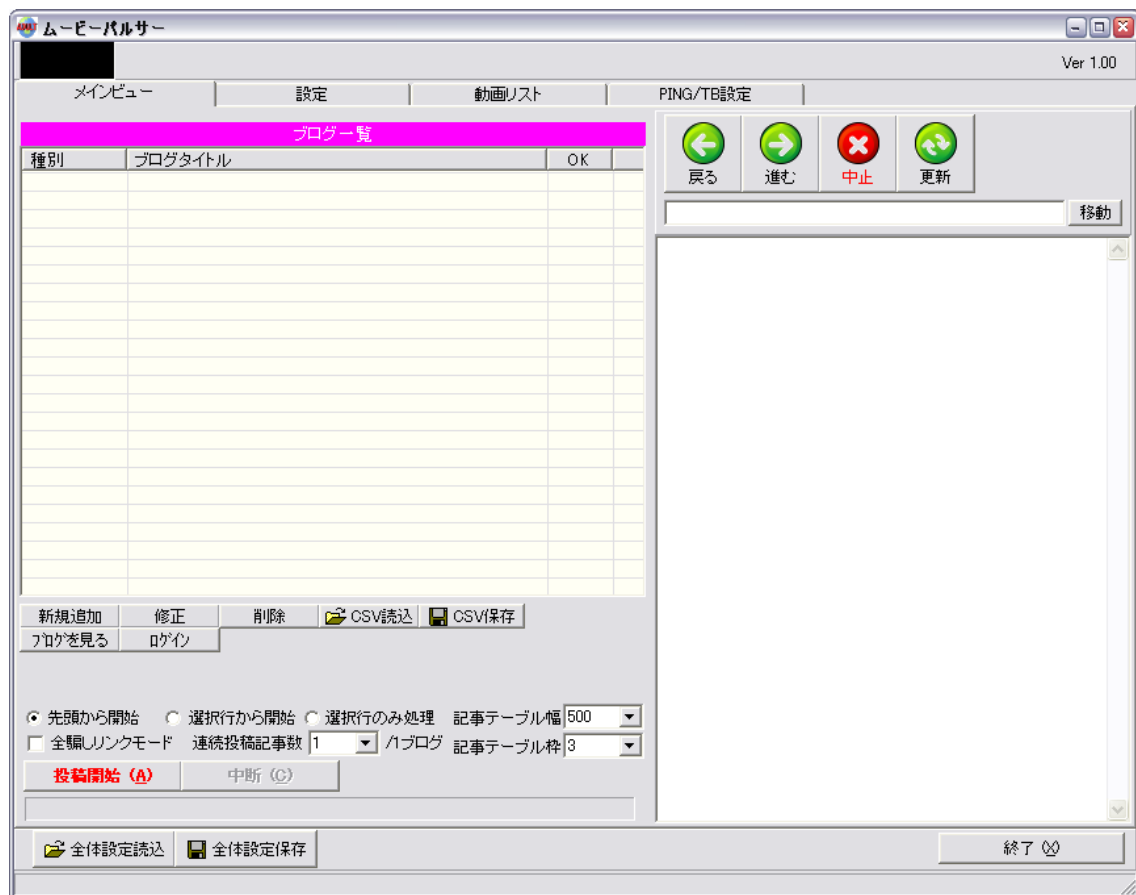 ムービーパルサー
Ver 1.00
メインビュー 設定 動画リスト PING/TB設定
ブログ一覧
種別 ブログタイトル OK
戻る 進む 中止 更新
移動
新規追加 修正 削除 CSV読込 CSV保存
ブログを見る ログイン
先頭から開始 選択行から開始 選択行のみ処理 記事テーブル幅 500
全騙しリンクモード 連続投稿記事数 1 /1ブログ 記事テーブル枠 3
投稿開始 (A) 中断 (C)
全体設定読込 全体設定保存 終了 (X)